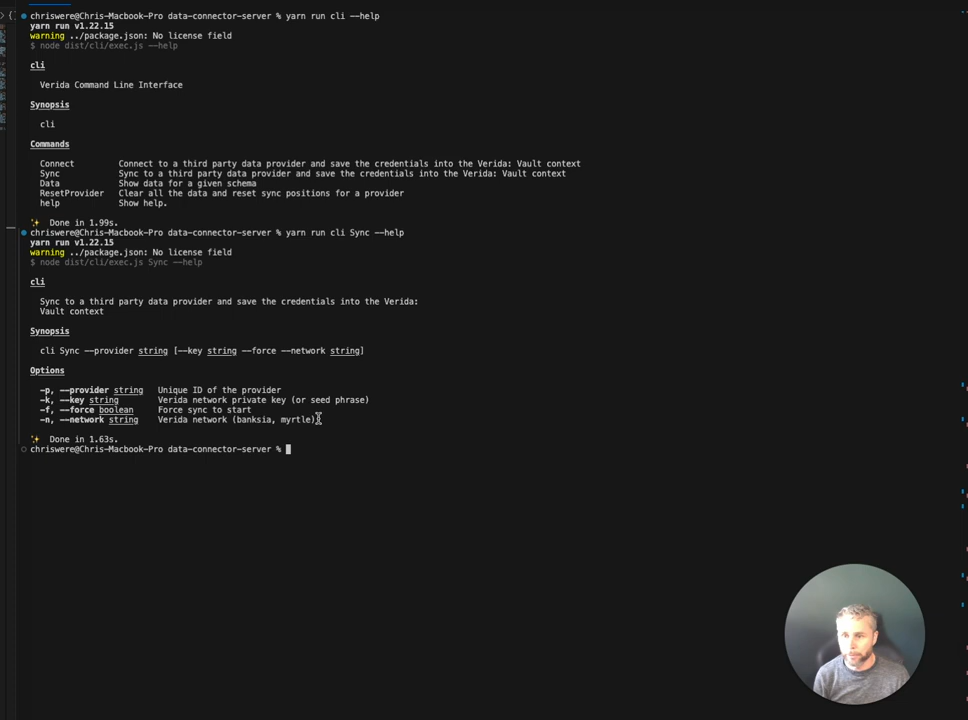 chriswere@Chris-Macbook-Pro data-connector-server % yarn run cli --help
yarn run v1.22.15
warning ../package.json: No license field
$ node dist/cli/exec.js --help
cli
Verida Command Line Interface
Synopsis
cli
Commands
Connect Connect to a third party data provider and save the credentials into the Verida: Vault context
Sync Sync to a third party data provider and save the credentials into the Verida: Vault context
Data Show data for a given schema
ResetProvider Clear all the data and reset sync positions for a provider
help Show help.
✨ Done in 1.99s.
chriswere@Chris-Macbook-Pro data-connector-server % yarn run cli Sync --help
yarn run v1.22.15
warning ../package.json: No license field
$ node dist/cli/exec.js Sync --help
cli
Sync to a third party data provider and save the credentials into the Verida:
Vault context
Synopsis
cli Sync --provider string [--key string --force --network string]
Options
-p, --provider string Unique ID of the provider
-k, --key string Verida network private key (or seed phrase)
-f, --force boolean Force sync to start
-n, --network string Verida network (banksia, myrtle)
✨ Done in 1.63s.
chriswere@Chris-Macbook-Pro data-connector-server %